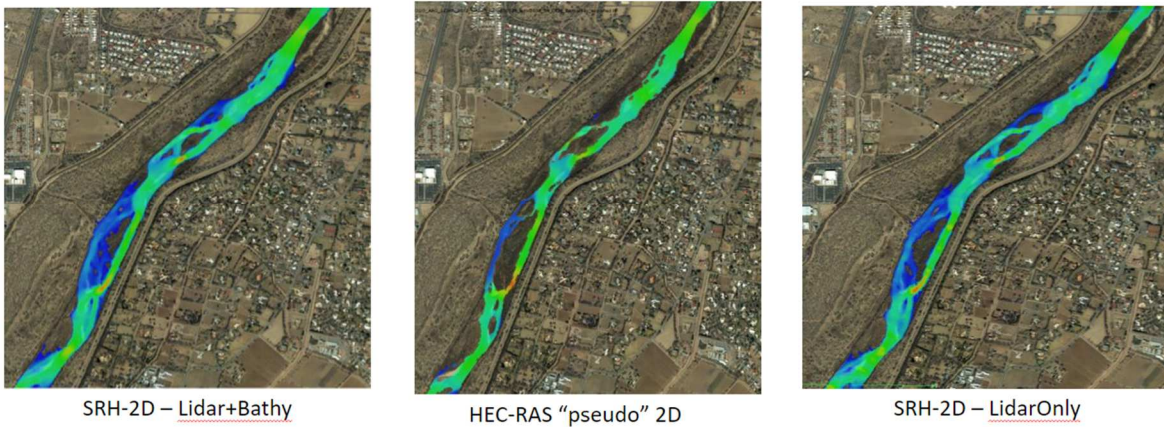 SRH-2D – Lidar+Bathy
HEC-RAS “pseudo” 2D
SRH-2D – LidarOnly